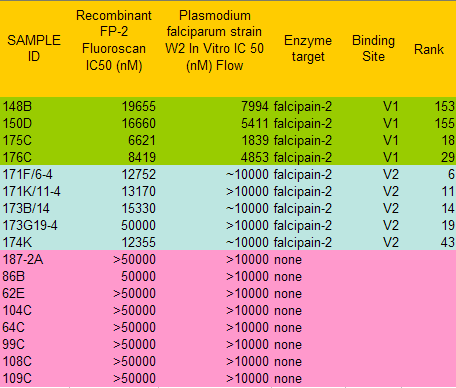 SAMPLE ID Recombinant FP-2 Fluoroscan IC50 (nM) Plasmodium falciparum strain W2 In Vitro IC 50 (nM) Flow Enzyme target Binding Site Rank
148B 19655 7994 falcipain-2 V1 153
150D 16660 5411 falcipain-2 V1 155
175C 6621 1839 falcipain-2 V1 18
176C 8419 4853 falcipain-2 V1 29
171F/6-4 12752 ~10000 falcipain-2 V2 6
171K/11-4 13170 >10000 falcipain-2 V2 11
173B/14 15330 ~10000 falcipain-2 V2 14
173G19-4 50000 >10000 falcipain-2 V2 19
174K 12355 ~10000 falcipain-2 V2 43
187-2A >50000 >10000 none
86B 50000 >10000 none
62E >50000 >10000 none
104C >50000 >10000 none
64C >50000 >10000 none
99C >50000 >10000 none
108C >50000 >10000 none
109C >50000 >10000 none